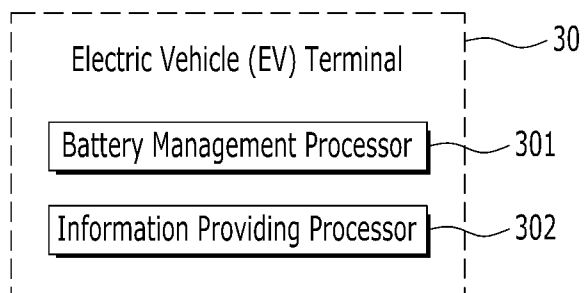 30
Electric Vehicle (EV) Terminal
Battery Management Processor 301
Information Providing Processor 302